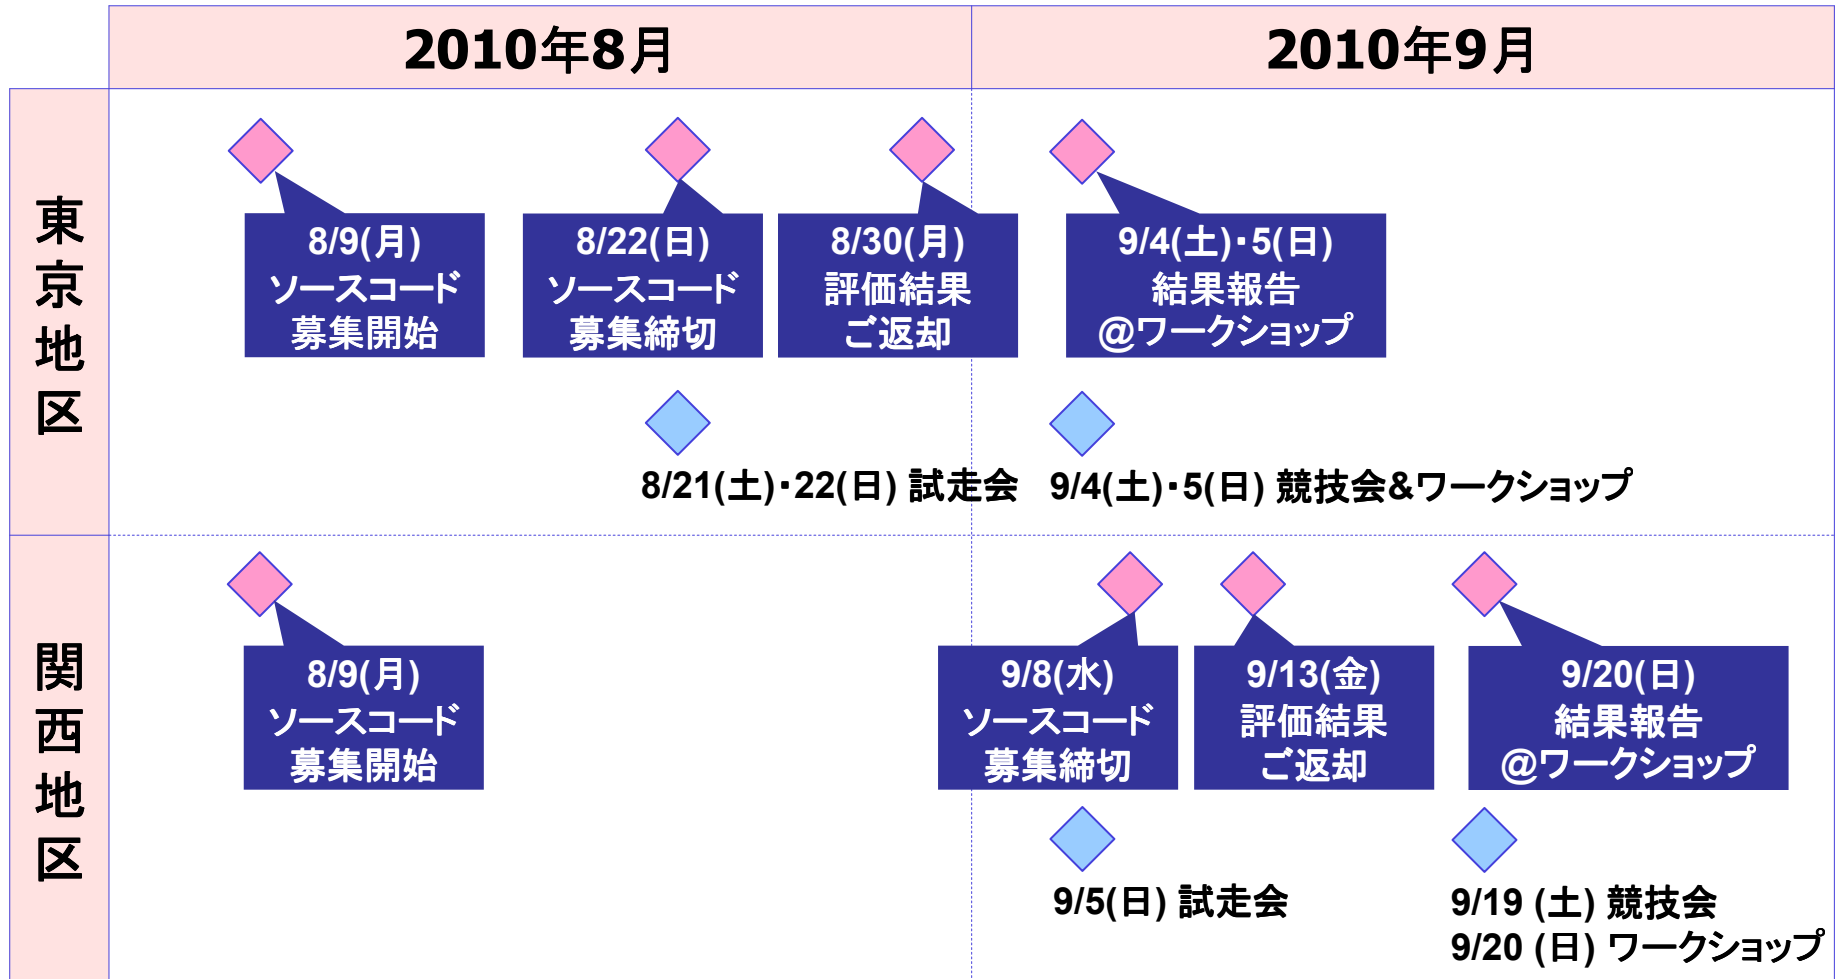 2010年8月
2010年9月
東京地区
8/9(月)
ソースコード
募集開始
8/22(日)
ソースコード
募集締切
8/30(月)
評価結果
ご返却
9/4(土)・5(日)
結果報告
@ワークショップ
8/21(土)・22(日) 試走会
9/4(土)・5(日) 競技会&ワークショップ
関西地区
8/9(月)
ソースコード
募集開始
9/8(水)
ソースコード
募集締切
9/13(金)
評価結果
ご返却
9/20(日)
結果報告
@ワークショップ
9/5(日) 試走会
9/19 (土) 競技会
9/20 (日) ワークショップ